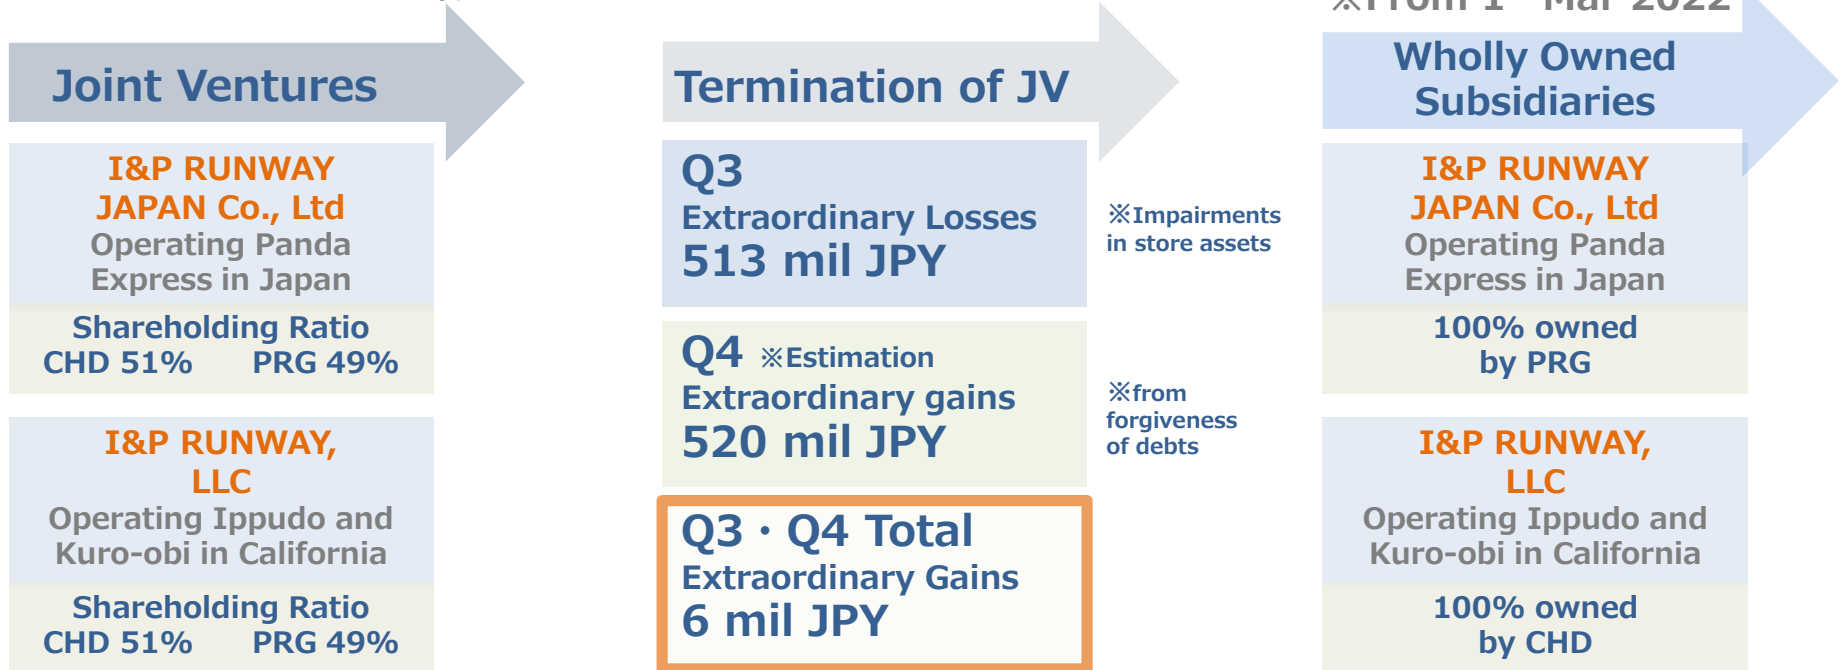 ※From 1 Mar 2022
Joint Ventures
I&P RUNWAY
JAPAN Co., Ltd
Operating Panda
Express in Japan
Shareholding Ratio
CHD 51% PRG 49%
I&P RUNWAY,
LLC
Operating Ippudo and
Kuro-obi in California
Shareholding Ratio
CHD 51% PRG 49%
Termination of JV
Q3
Extraordinary Losses
513 mil JPY
※Impairments
in store assets
Q4 ※Estimation
Extraordinary gains
520 mil JPY
※from
forgiveness
of debts
Q3・Q4 Total
Extraordinary Gains
6 mil JPY
Wholly Owned
Subsidiaries
I&P RUNWAY
JAPAN Co., Ltd
Operating Panda
Express in Japan
100% owned
by PRG
I&P RUNWAY,
LLC
Operating Ippudo and
Kuro-obi in California
100% owned
by CHD